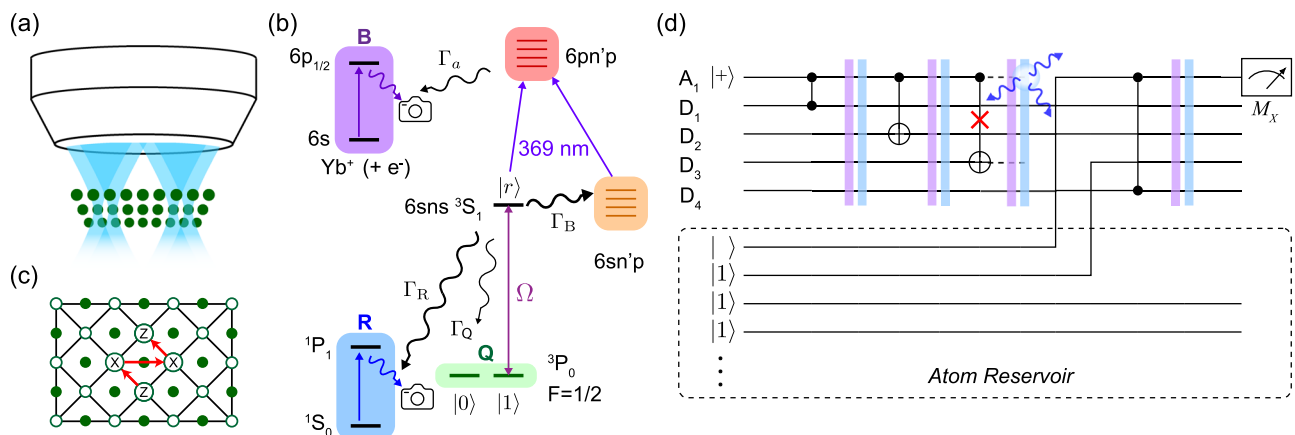 (a)
(b)
B
6p1/2
6s
Yb⁺ (+ e⁻)
Γa
6pn'p
369 nm
|r⟩
6sns ³S₁
ΓB
6sn'p
ΓR
ΓQ
Ω
R
¹P₁
¹S₀
Q
³P₀
F=1/2
|0⟩
|1⟩
(c)
Z
X
X
Z
(d)
A₁
|+⟩
D₁
D₂
D₃
D₄
MX
| ⟩
|1⟩
|1⟩
|1⟩
Atom Reservoir